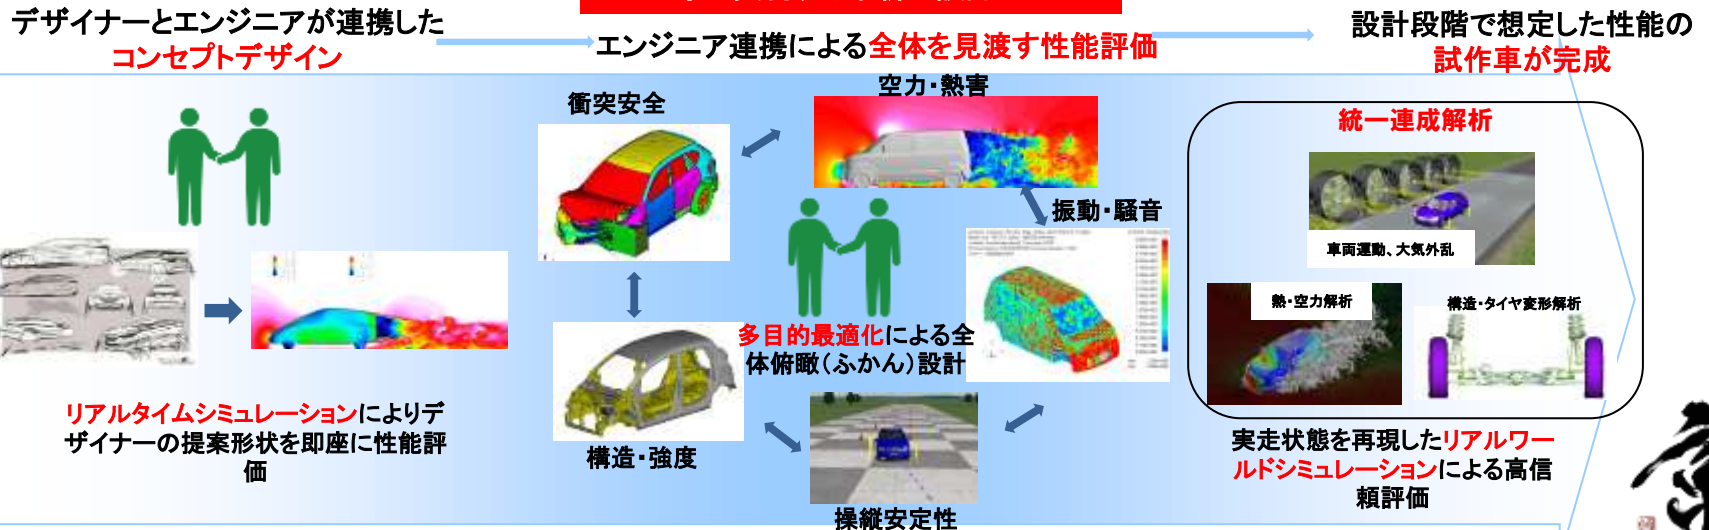 デザイナーとエンジニアが連携した
コンセプトデザイン
エンジニア連携による全体を見渡す性能評価
設計段階で想定した性能の
試作車が完成
衝突安全
空力・熱害
振動・騒音
多目的最適化による全
体俯瞰（ふかん）設計
構造・強度
操縦安定性
リアルタイムシミュレーションによりデ
ザイナーの提案形状を即座に性能評
価
統一連成解析
車両運動、大気外乱
熱・空力解析
構造・タイヤ変形解析
実走状態を再現したリアルワー
ルドシミュレーションによる高信
頼評価